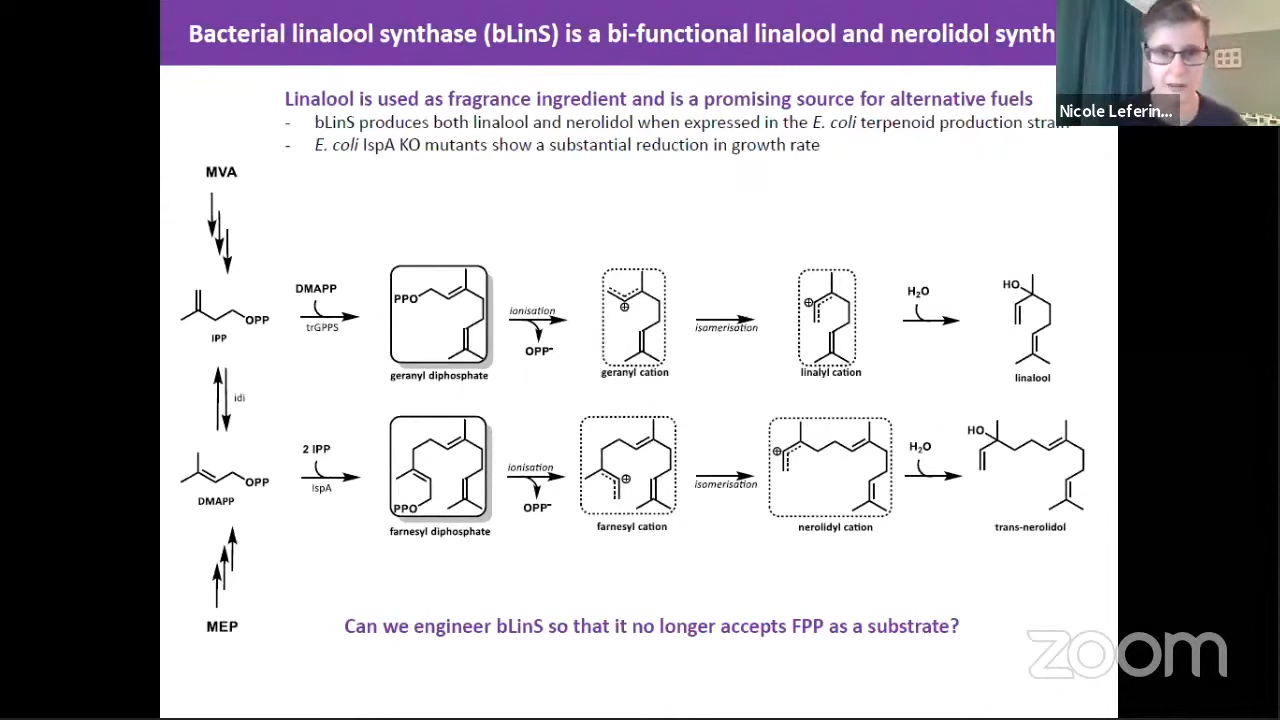 Bacterial linalool synthase (bLinS) is a bi-functional linalool and nerolidol synth
Nicole Leferin...
Linalool is used as fragrance ingredient and is a promising source for alternative fuels
- bLinS produces both linalool and nerolidol when expressed in the E. coli terpenoid production strain
- E. coli IspA KO mutants show a substantial reduction in growth rate
MVA
OPP
IPP
DMAPP
trGPPS
PPO
geranyl diphosphate
ionisation
OPP⁻
⊕
geranyl cation
isomerisation
⊕
linalyl cation
H₂O
HO
linalool
idi
OPP
DMAPP
2 IPP
IspA
PPO
farnesyl diphosphate
ionisation
OPP⁻
⊕
farnesyl cation
isomerisation
⊕
nerolidyl cation
H₂O
HO
trans-nerolidol
MEP
Can we engineer bLinS so that it no longer accepts FPP as a substrate?
zoom